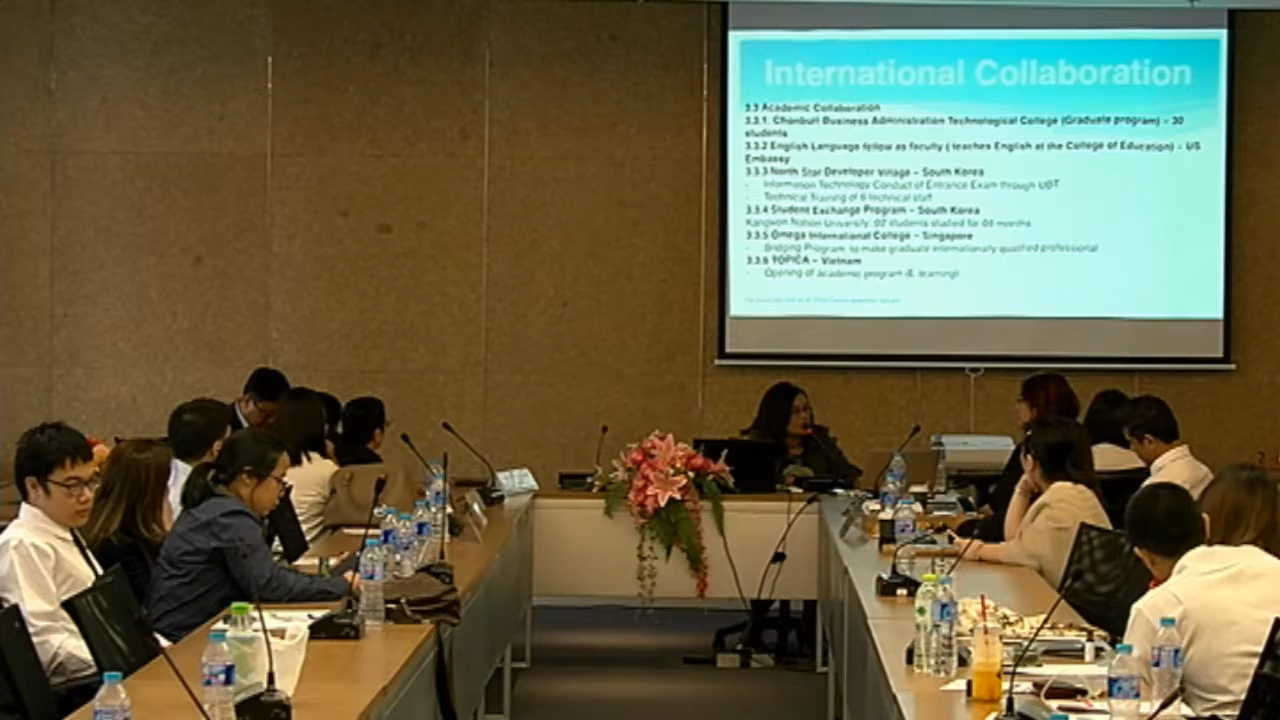 International Collaboration
3.3 Academic Collaboration
3.3.1. Chonburi Business Administration Technological College (Graduate program) – 30
students
3.3.2 English Language fellow as faculty ( teaches English at the College of Education) – US
Embassy
3.3.3 North Star Developer Village – South Korea
- Information Technology Conduct of Entrance Exam through UBT
- Technical Training of 6 technical staff
3.3.4 Student Exchange Program – South Korea
Kangwon Nation University: 02 students studied for 04 months
3.3.5 Omega International College – Singapore
- Bridging Program: to make graduate internationally qualified professional
3.3.6 TOPICA – Vietnam
- Opening of academic program (E. learning)